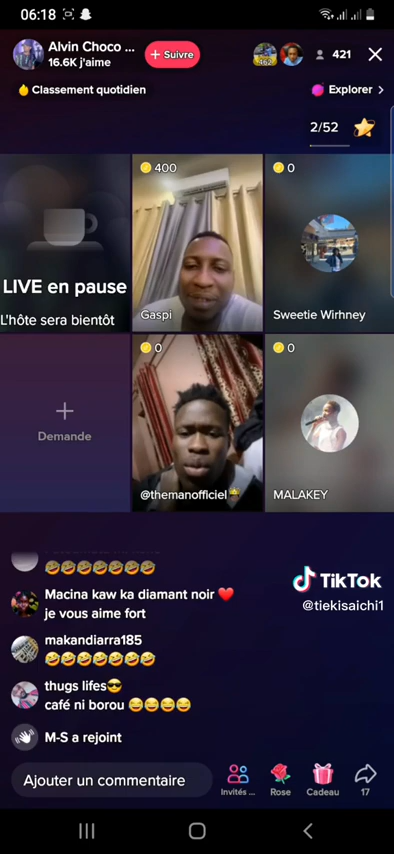 06:18
Alvin Choco ...
16.6K j'aime
+ Suivre
462
421
Classement quotidien
Explorer >
2/52
400
0
LIVE en pause
L'hôte sera bientôt
Gaspi
Sweetie Wirhney
0
0
+
Demande
@themanofficiel
MALAKEY
🤣🤣🤣🤣🤣🤣🤣
Macina kaw ka diamant noir ❤️
je vous aime fort
TikTok
@tiekisaichi1
makandiarra185
🤣🤣🤣🤣🤣🤣🤣
thugs lifes😎
café ni borou 😂😂😂😂
👋 M-S a rejoint
Ajouter un commentaire
Invités ...
Rose
Cadeau
17